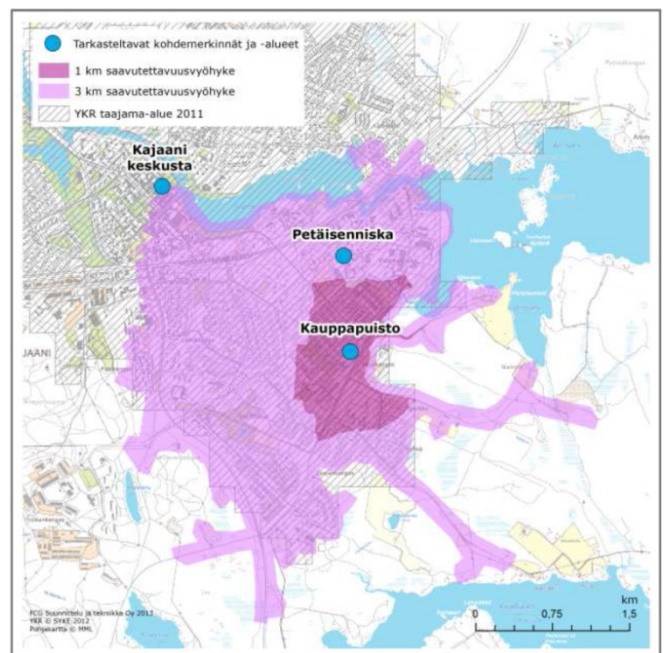 Tarkasteltavat kohdemerkinnät ja -alueet
1 km saavutettavuusvyöhyke
3 km saavutettavuusvyöhyke
YKR taajama-alue 2011
Kajaani
keskusta
Petäisenniska
Kauppapuisto
JAANI
FCG Suunnittelu ja tekniikka Oy 2013
YKR © SYKE 2012
Pohjakartta © MML
km
0 0,75 1,5